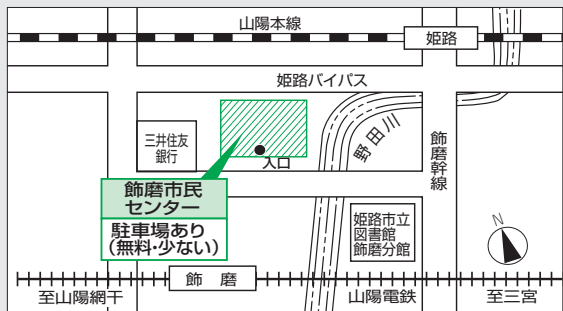 山陽本線
姫路
姫路バイパス
三井住友
銀行
入口
野田川
飾磨幹線
飾磨市民
センター
駐車場あり
(無料・少ない)
姫路市立
図書館
飾磨分館
N
飾磨
至山陽網干
山陽電鉄
至三宮